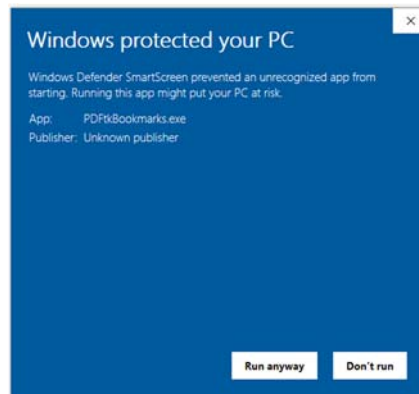 Windows protected your PC
Windows Defender SmartScreen prevented an unrecognized app from
starting. Running this app might put your PC at risk.
App: PDFtkBookmarks.exe
Publisher: Unknown publisher
Run anyway Don't run